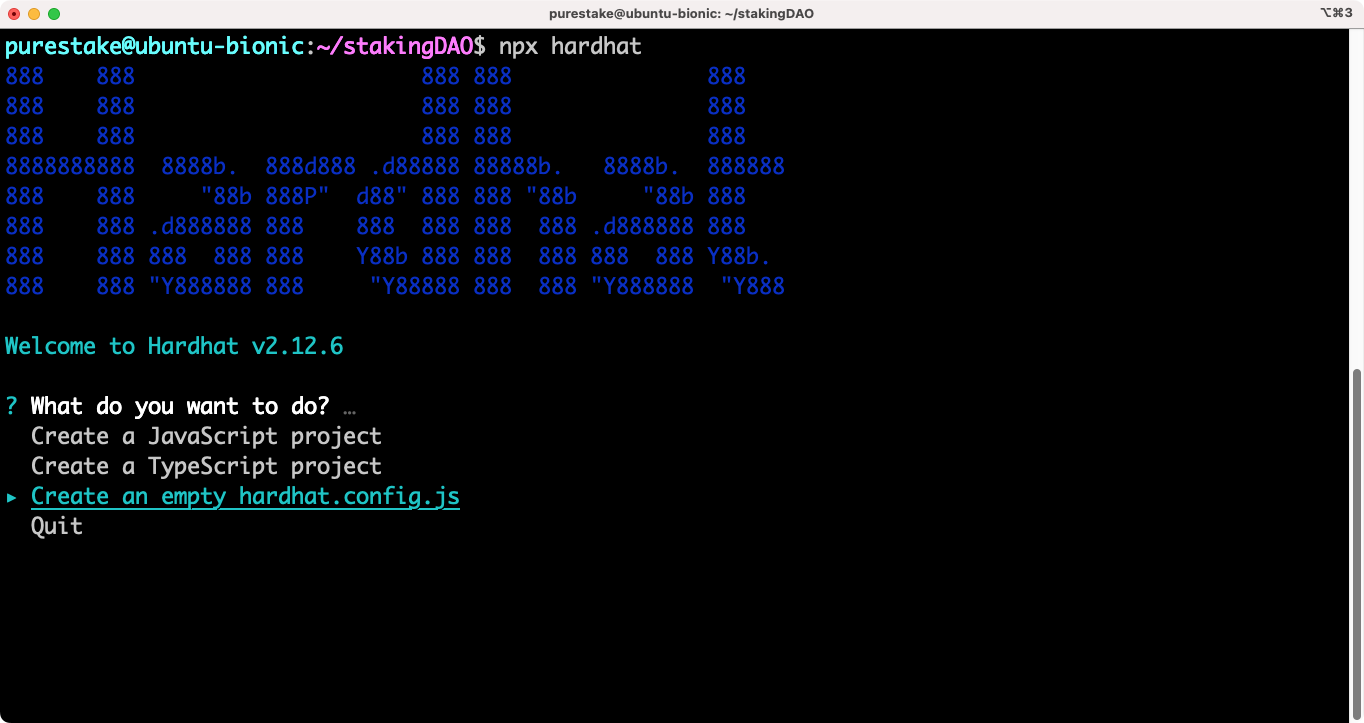 purestake@ubuntu-bionic: ~/stakingDAO
⌥⌘3
purestake@ubuntu-bionic:~/stakingDAO$ npx hardhat
888    888                      888 888               888
888    888                      888 888               888
888    888                      888 888               888
8888888888  8888b.  888d888 .d88888 88888b.   8888b.  888888
888    888     "88b 888P"  d88" 888 888 "88b     "88b 888
888    888 .d888888 888    888  888 888  888 .d888888 888
888    888 888  888 888    Y88b 888 888  888 888  888 Y88b.
888    888 "Y888888 888     "Y88888 888  888 "Y888888  "Y888
Welcome to Hardhat v2.12.6
? What do you want to do? …
Create a JavaScript project
Create a TypeScript project
▸ Create an empty hardhat.config.js
Quit